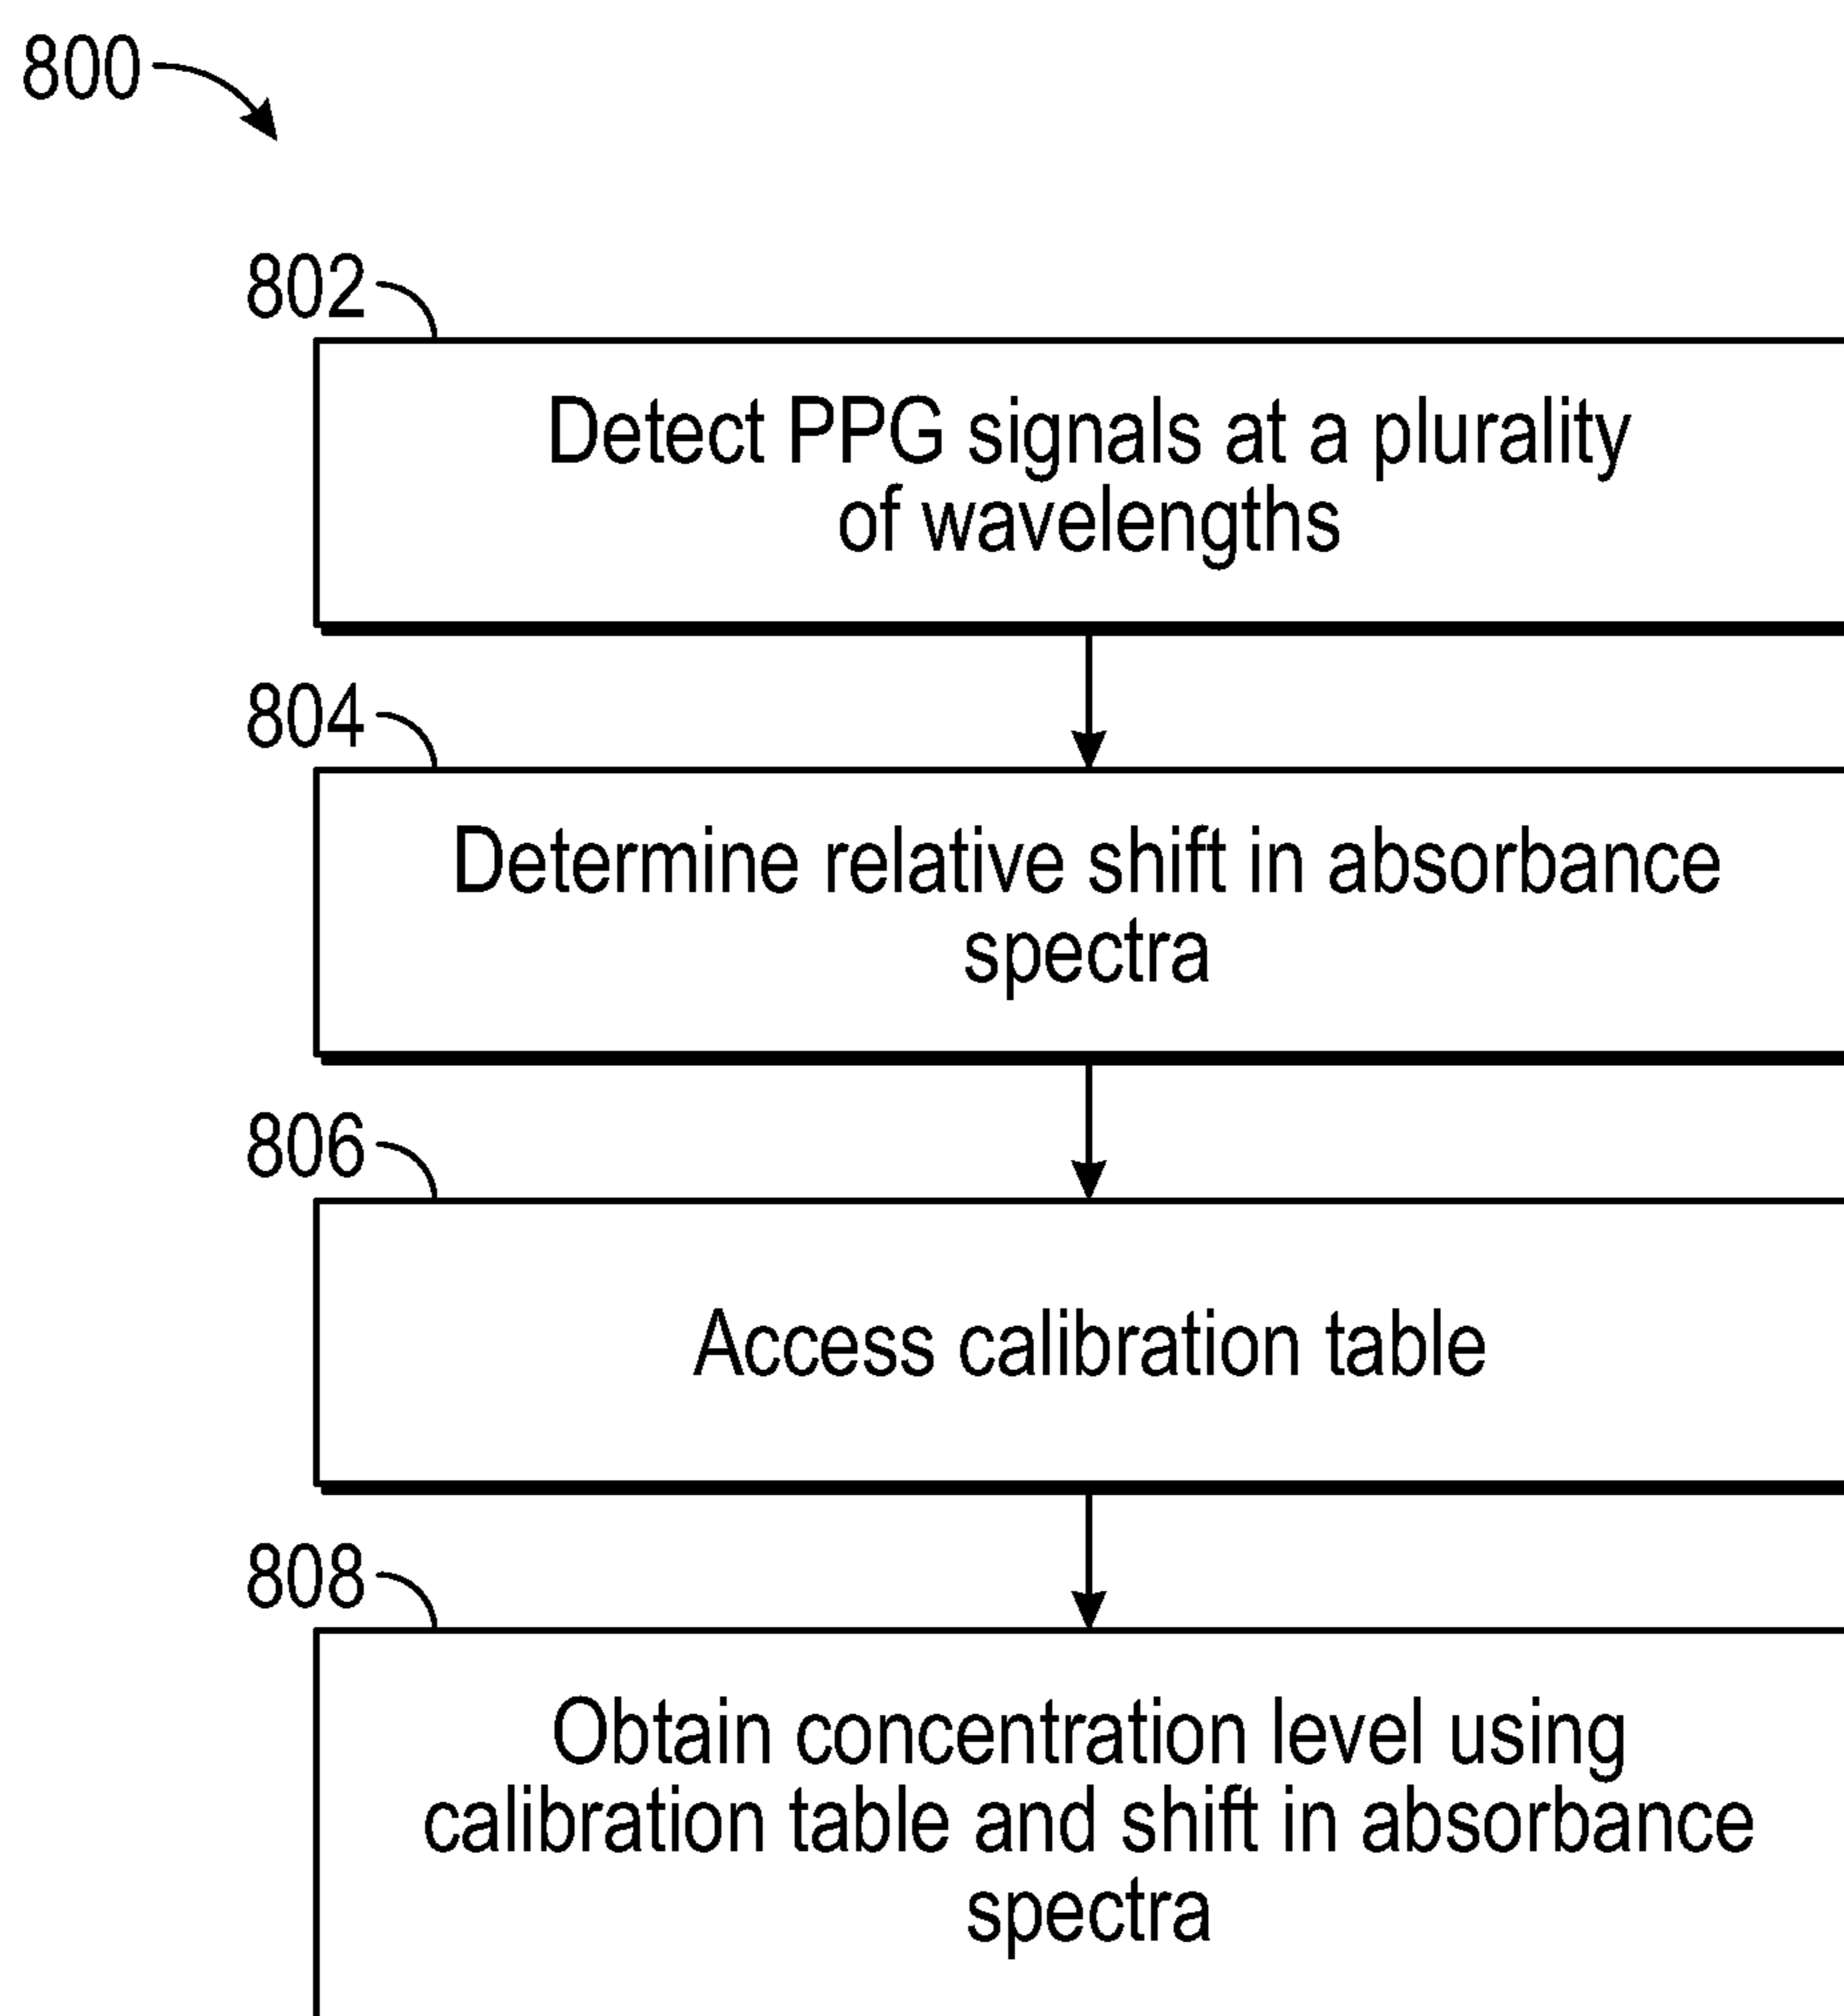 800
802
Detect PPG signals at a plurality
of wavelengths
804
Determine relative shift in absorbance
spectra
806
Access calibration table
808
Obtain concentration level using
calibration table and shift in absorbance
spectra